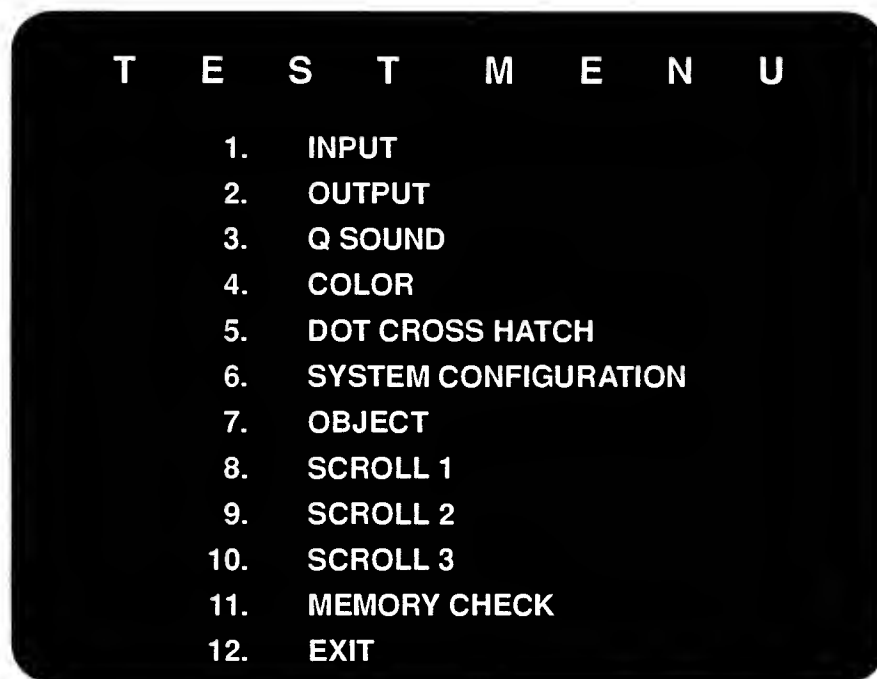 T E S T M E N U
1. INPUT
2. OUTPUT
3. Q SOUND
4. COLOR
5. DOT CROSS HATCH
6. SYSTEM CONFIGURATION
7. OBJECT
8. SCROLL 1
9. SCROLL 2
10. SCROLL 3
11. MEMORY CHECK
12. EXIT